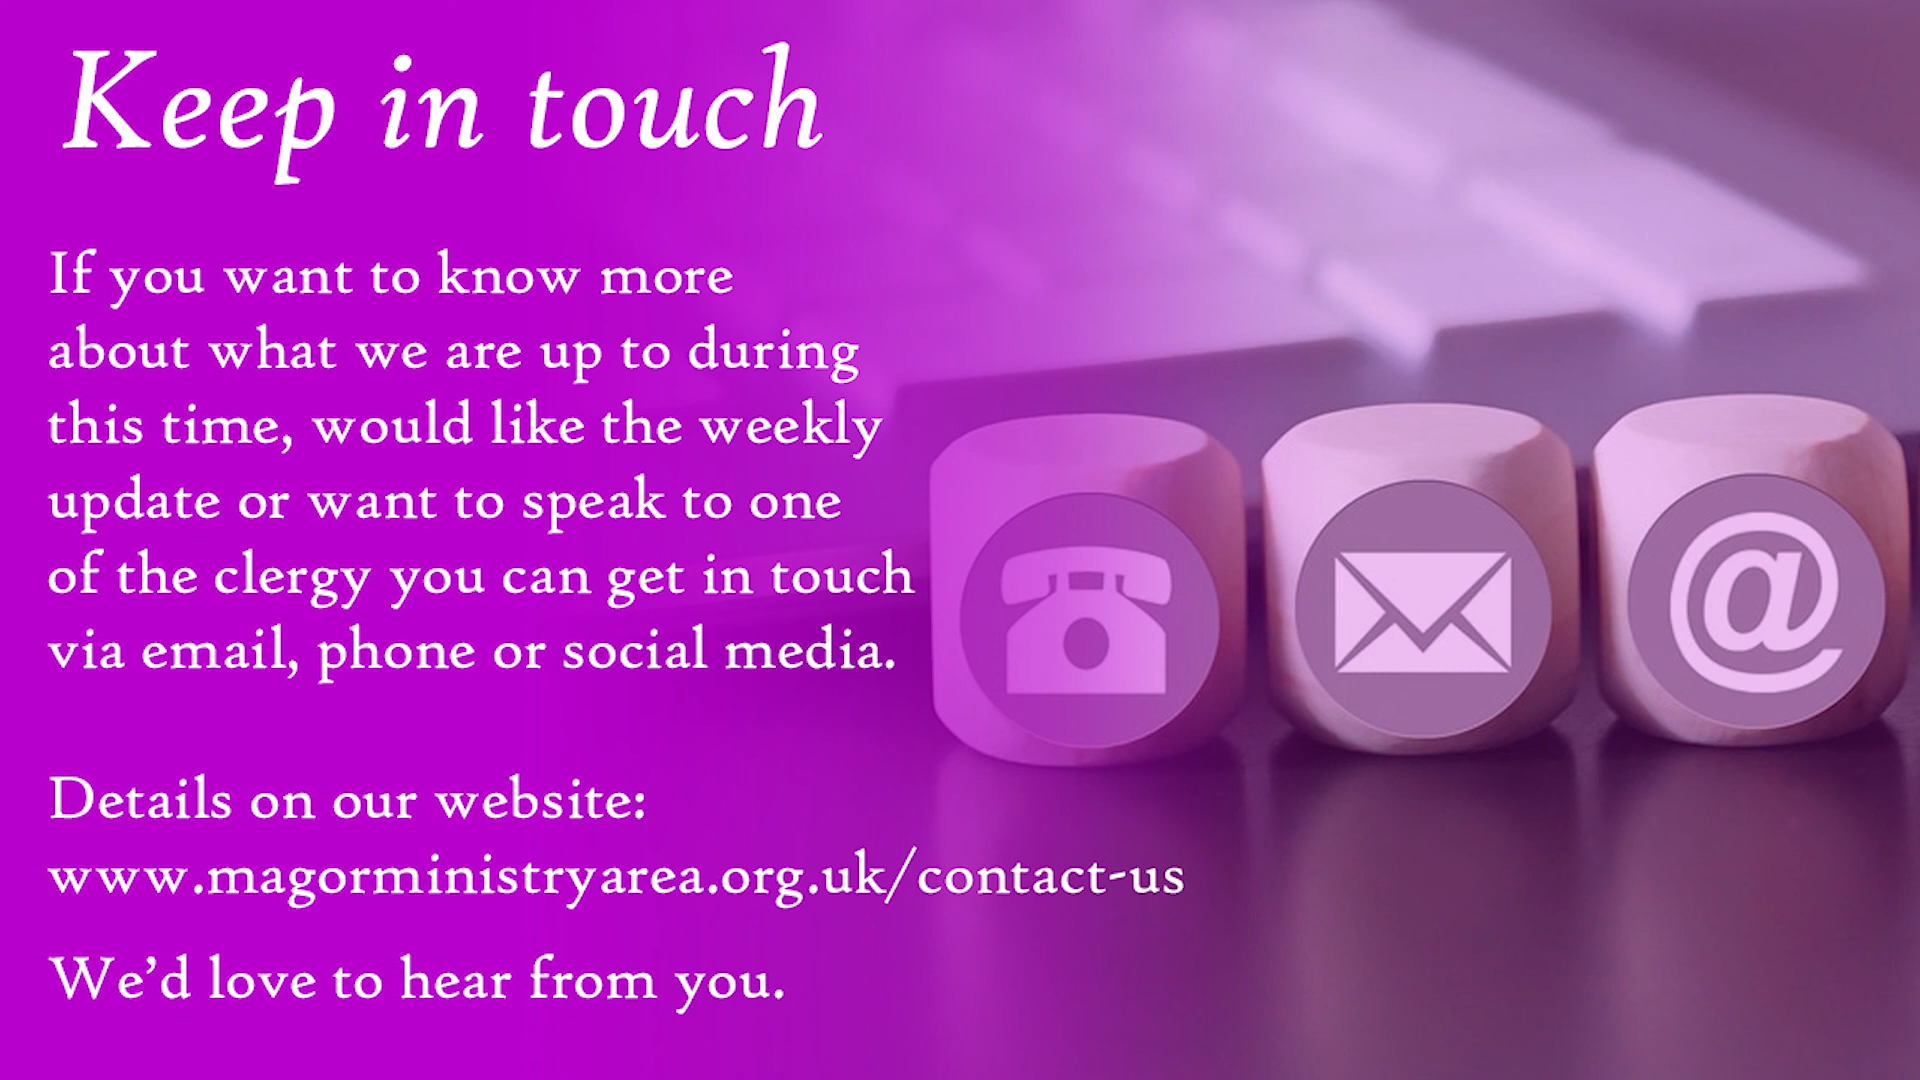 Keep in touch
If you want to know more
about what we are up to during
this time, would like the weekly
update or want to speak to one
of the clergy you can get in touch
via email, phone or social media.
Details on our website:
www.magorministryarea.org.uk/contact-us
We’d love to hear from you.
@